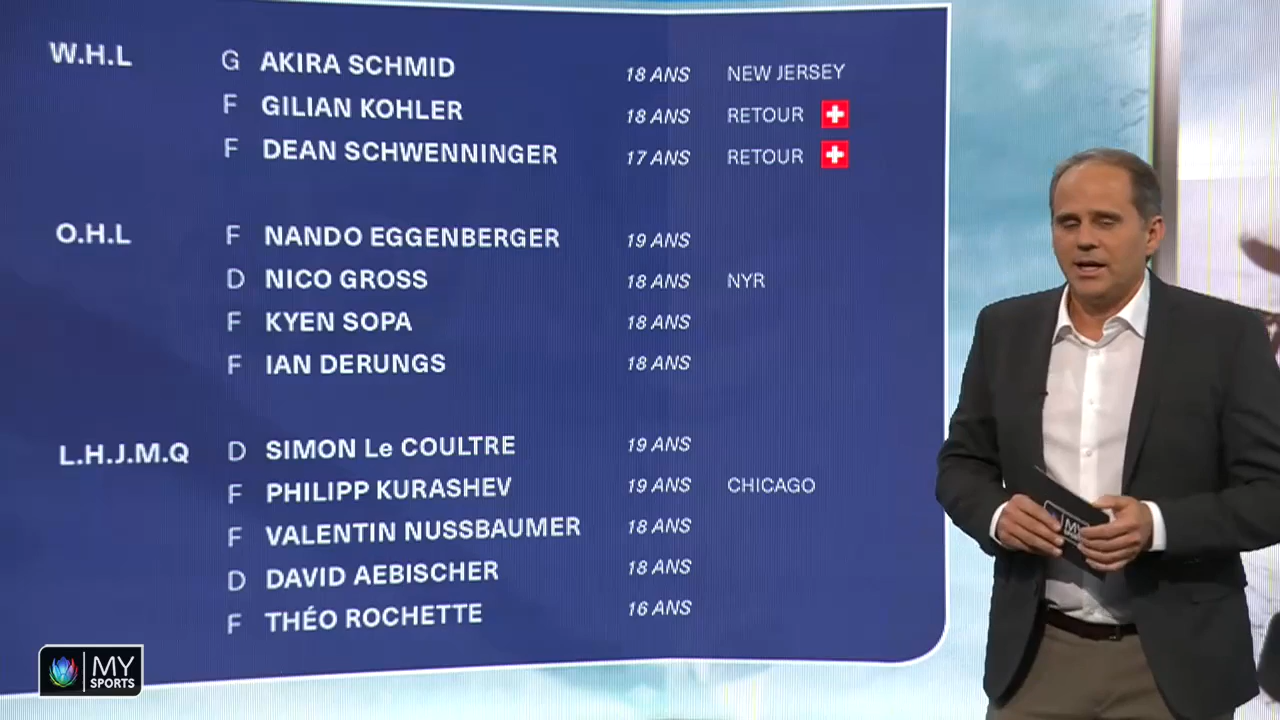 W.H.L G AKIRA SCHMID 18 ANS NEW JERSEY
F GILIAN KOHLER 18 ANS RETOUR
F DEAN SCHWENNINGER 17 ANS RETOUR
O.H.L F NANDO EGGENBERGER 19 ANS
D NICO GROSS 18 ANS NYR
F KYEN SOPA 18 ANS
F IAN DERUNGS 18 ANS
L.H.J.M.Q D SIMON Le COULTRE 19 ANS
F PHILIPP KURASHEV 19 ANS CHICAGO
F VALENTIN NUSSBAUMER 18 ANS
D DAVID AEBISCHER 18 ANS
F THÉO ROCHETTE 16 ANS
MY
MY
SPORTS